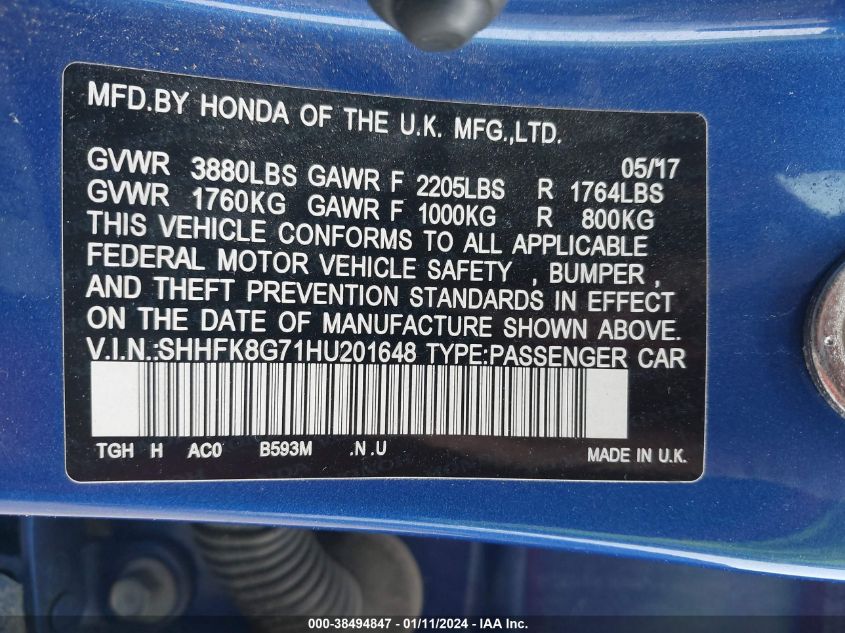 MFD.BY HONDA OF THE U.K. MFG.,LTD.
05/17
GVWR 3880LBS GAWR F 2205LBS R 1764LBS
GVWR 1760KG GAWR F 1000KG R 800KG
THIS VEHICLE CONFORMS TO ALL APPLICABLE
FEDERAL MOTOR VEHICLE SAFETY , BUMPER ,
AND THEFT PREVENTION STANDARDS IN EFFECT
ON THE DATE OF MANUFACTURE SHOWN ABOVE.
V.I.N.:SHHFK8G71HU201648 TYPE:PASSENGER CAR
TGH H AC0 B593M .N .U MADE IN U.K.
000-38494847 - 01/11/2024 - IAA Inc.